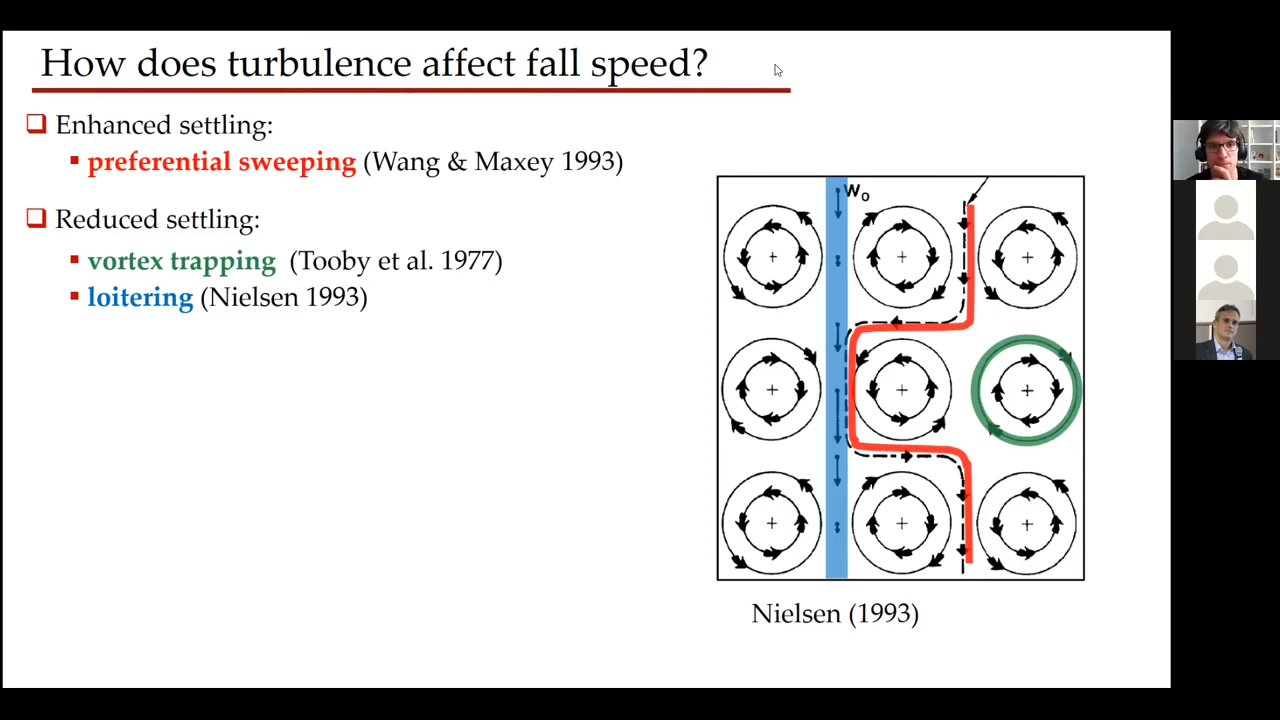 How does turbulence affect fall speed?
Enhanced settling:
preferential sweeping (Wang & Maxey 1993)
Reduced settling:
vortex trapping (Tooby et al. 1977)
loitering (Nielsen 1993)
Wo
Nielsen (1993)